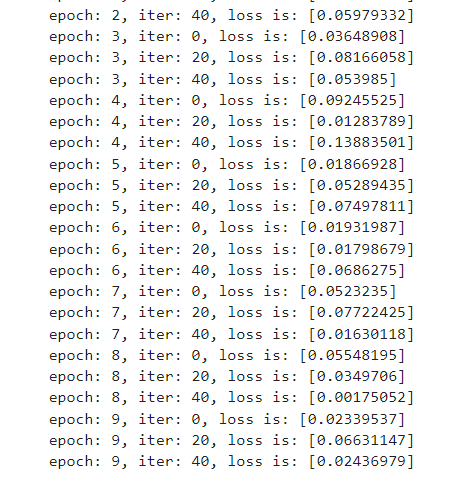 epoch: 2, iter: 40, loss is: [0.05979332]
epoch: 3, iter: 0, loss is: [0.03648908]
epoch: 3, iter: 20, loss is: [0.08166058]
epoch: 3, iter: 40, loss is: [0.053985]
epoch: 4, iter: 0, loss is: [0.09245525]
epoch: 4, iter: 20, loss is: [0.01283789]
epoch: 4, iter: 40, loss is: [0.13883501]
epoch: 5, iter: 0, loss is: [0.01866928]
epoch: 5, iter: 20, loss is: [0.05289435]
epoch: 5, iter: 40, loss is: [0.07497811]
epoch: 6, iter: 0, loss is: [0.01931987]
epoch: 6, iter: 20, loss is: [0.01798679]
epoch: 6, iter: 40, loss is: [0.0686275]
epoch: 7, iter: 0, loss is: [0.0523235]
epoch: 7, iter: 20, loss is: [0.07722425]
epoch: 7, iter: 40, loss is: [0.01630118]
epoch: 8, iter: 0, loss is: [0.05548195]
epoch: 8, iter: 20, loss is: [0.0349706]
epoch: 8, iter: 40, loss is: [0.00175052]
epoch: 9, iter: 0, loss is: [0.02339537]
epoch: 9, iter: 20, loss is: [0.06631147]
epoch: 9, iter: 40, loss is: [0.02436979]